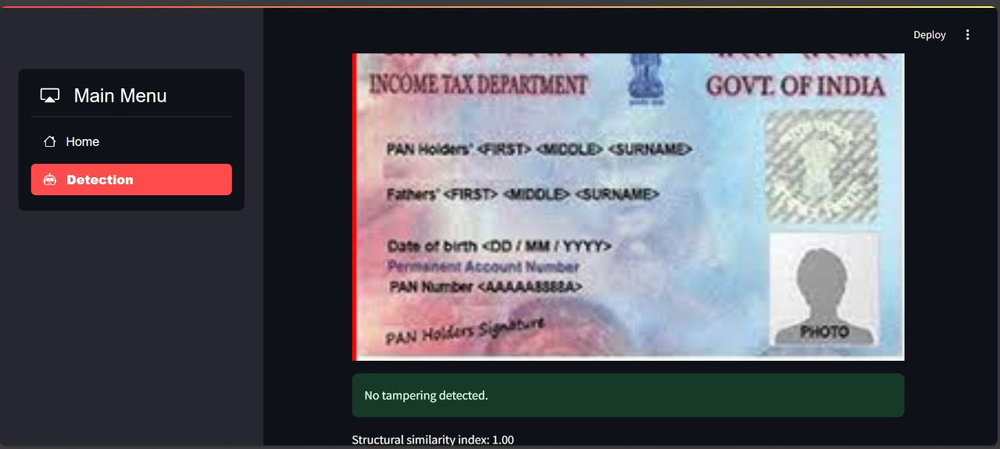 Deploy
Main Menu
Home
Detection
INCOME TAX DEPARTMENT
GOVT. OF INDIA
PAN Holders' <FIRST> <MIDDLE> <SURNAME>
Fathers' <FIRST> <MIDDLE> <SURNAME>
Date of birth <DD / MM / YYYY>
Permanent Account Number
PAN Number <AAAAA8888A>
PAN Holders Signature
PHOTO
No tampering detected.
Structural similarity index: 1.00